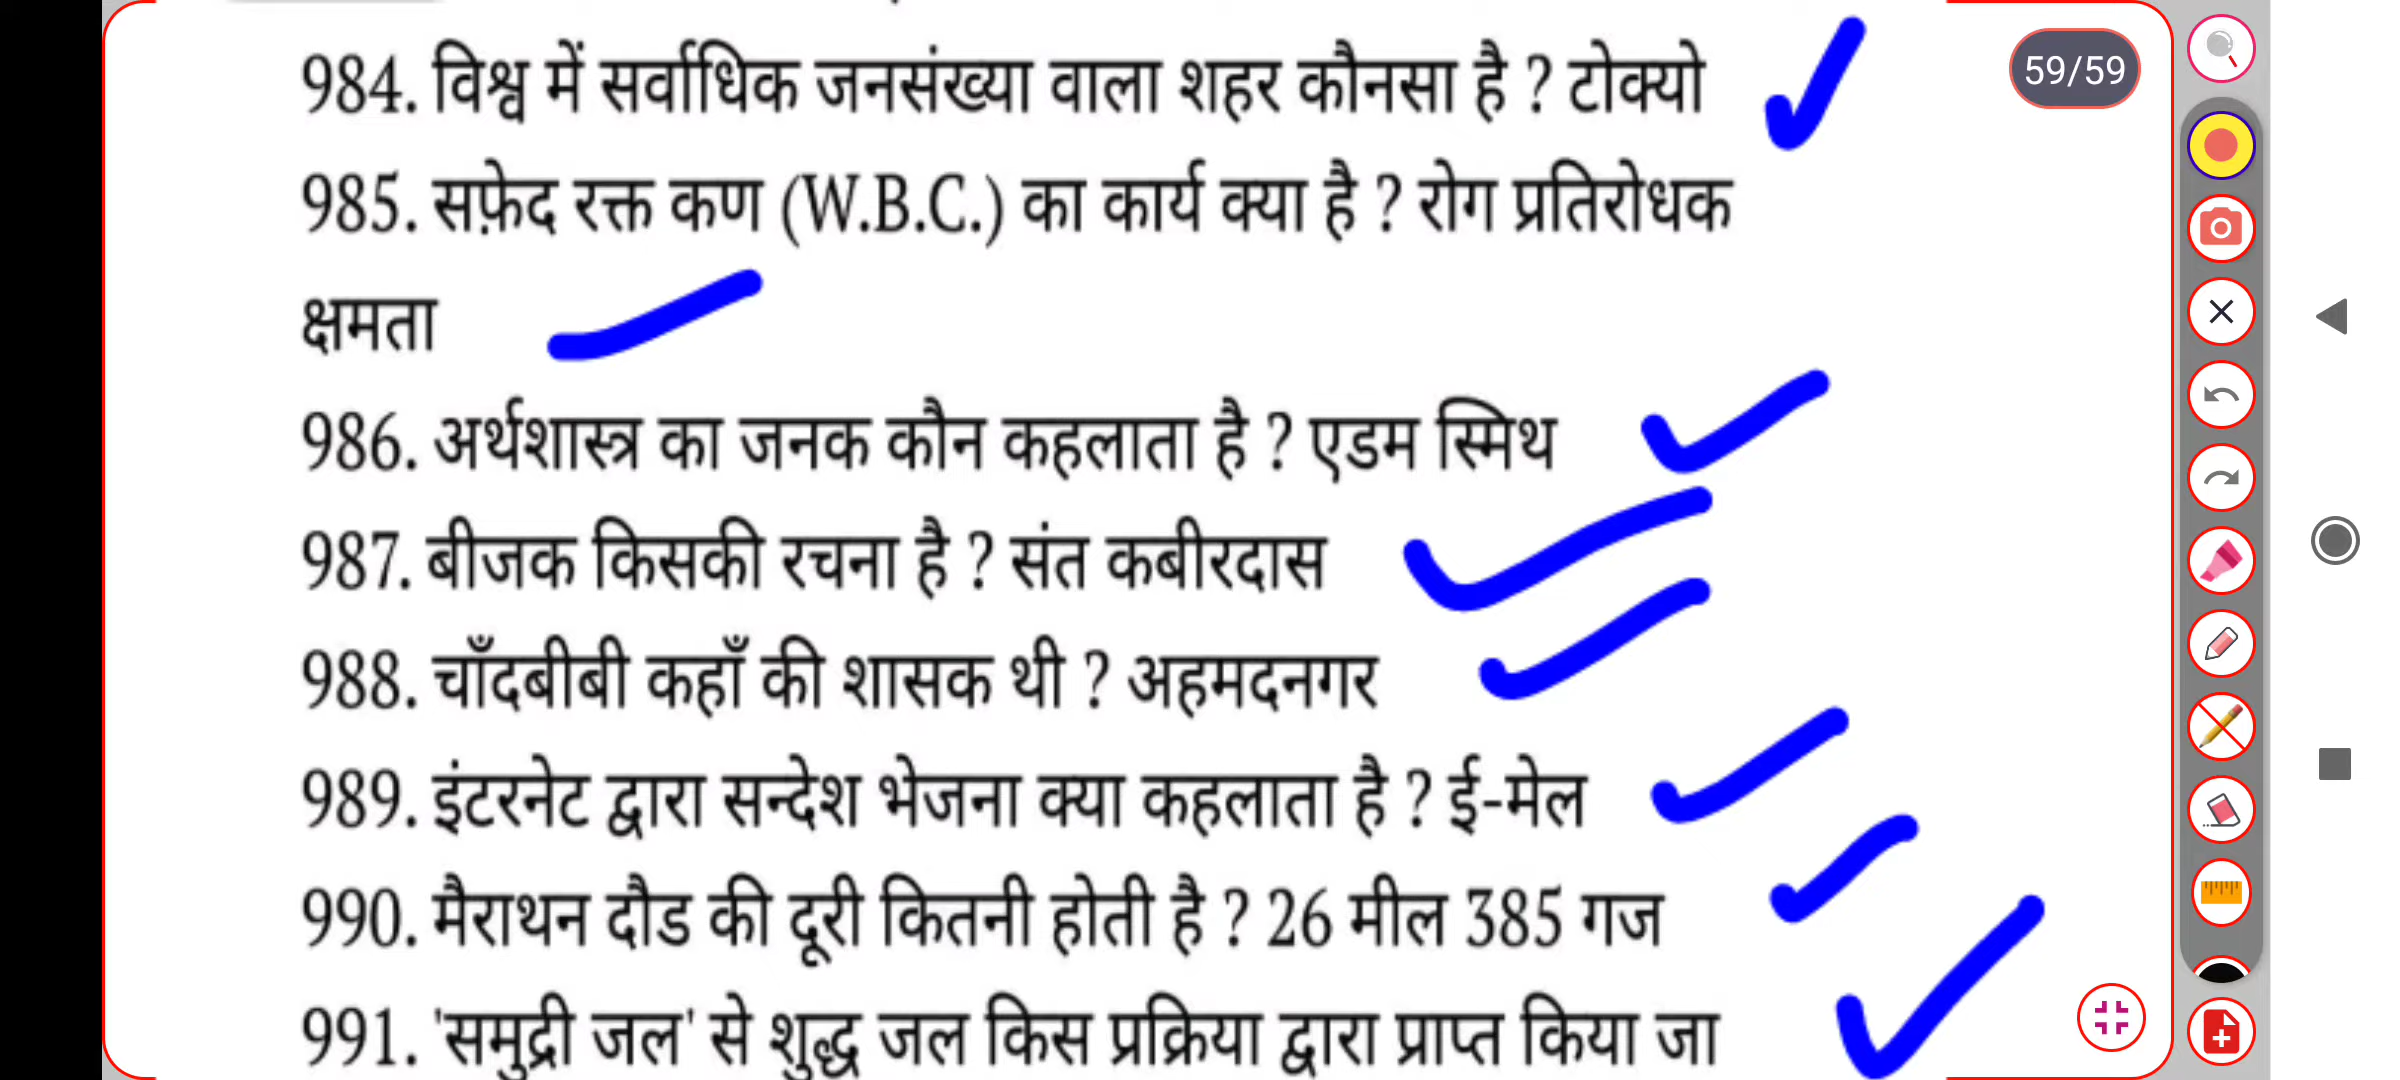 984. विश्व में सर्वाधिक जनसंख्या वाला शहर कौनसा है ? टोक्यो
59/59
985. सफ़ेद रक्त कण (W.B.C.) का कार्य क्या है ? रोग प्रतिरोधक
क्षमता
986. अर्थशास्त्र का जनक कौन कहलाता है ? एडम स्मिथ
987. बीजक किसकी रचना है ? संत कबीरदास
988. चाँदबीबी कहाँ की शासक थी ? अहमदनगर
989. इंटरनेट द्वारा सन्देश भेजना क्या कहलाता है ? ई-मेल
990. मैराथन दौड की दूरी कितनी होती है ? 26 मील 385 गज
991. 'समुद्री जल' से शुद्ध जल किस प्रक्रिया द्वारा प्राप्त किया जा